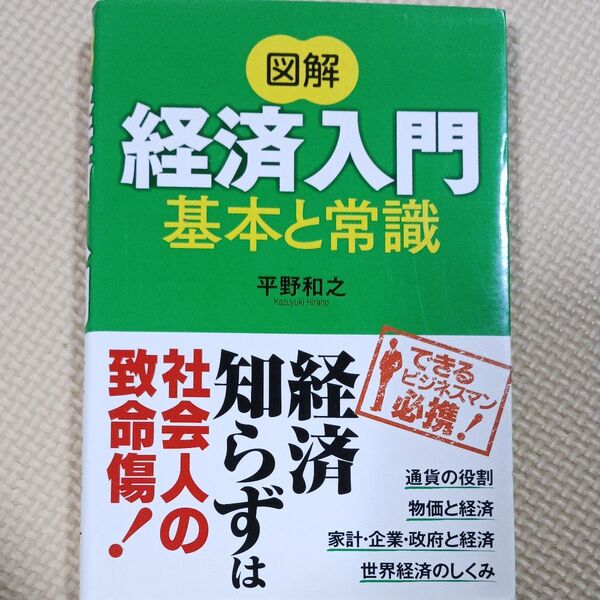 図解
経済入門
基本と常識
平野和之
Kazuyuki Hirano
経済
知らずは
社会人の
致命傷!
できる
ビジネスマン
必携!
通貨の役割
物価と経済
家計・企業・政府と経済
世界経済のしくみ